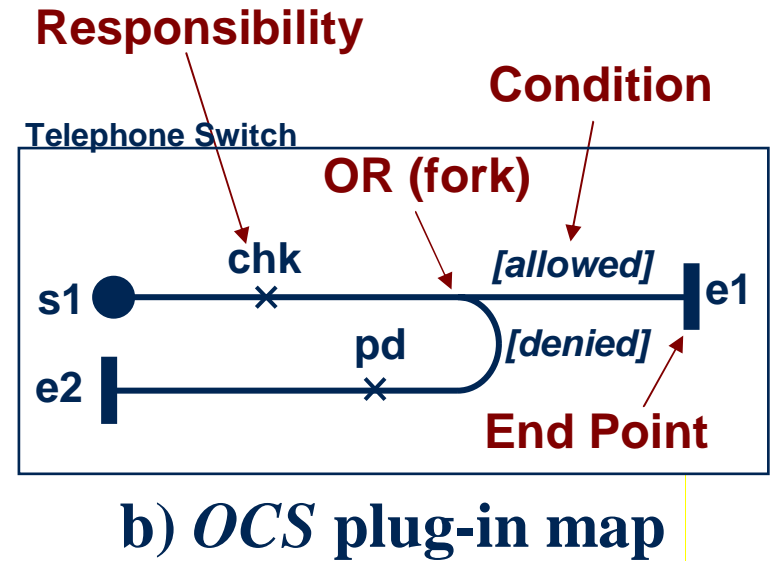 Responsibility
Condition
Telephone Switch
OR (fork)
chk
[allowed]
s1
e1
pd
[denied]
e2
End Point
b) OCS plug-in map